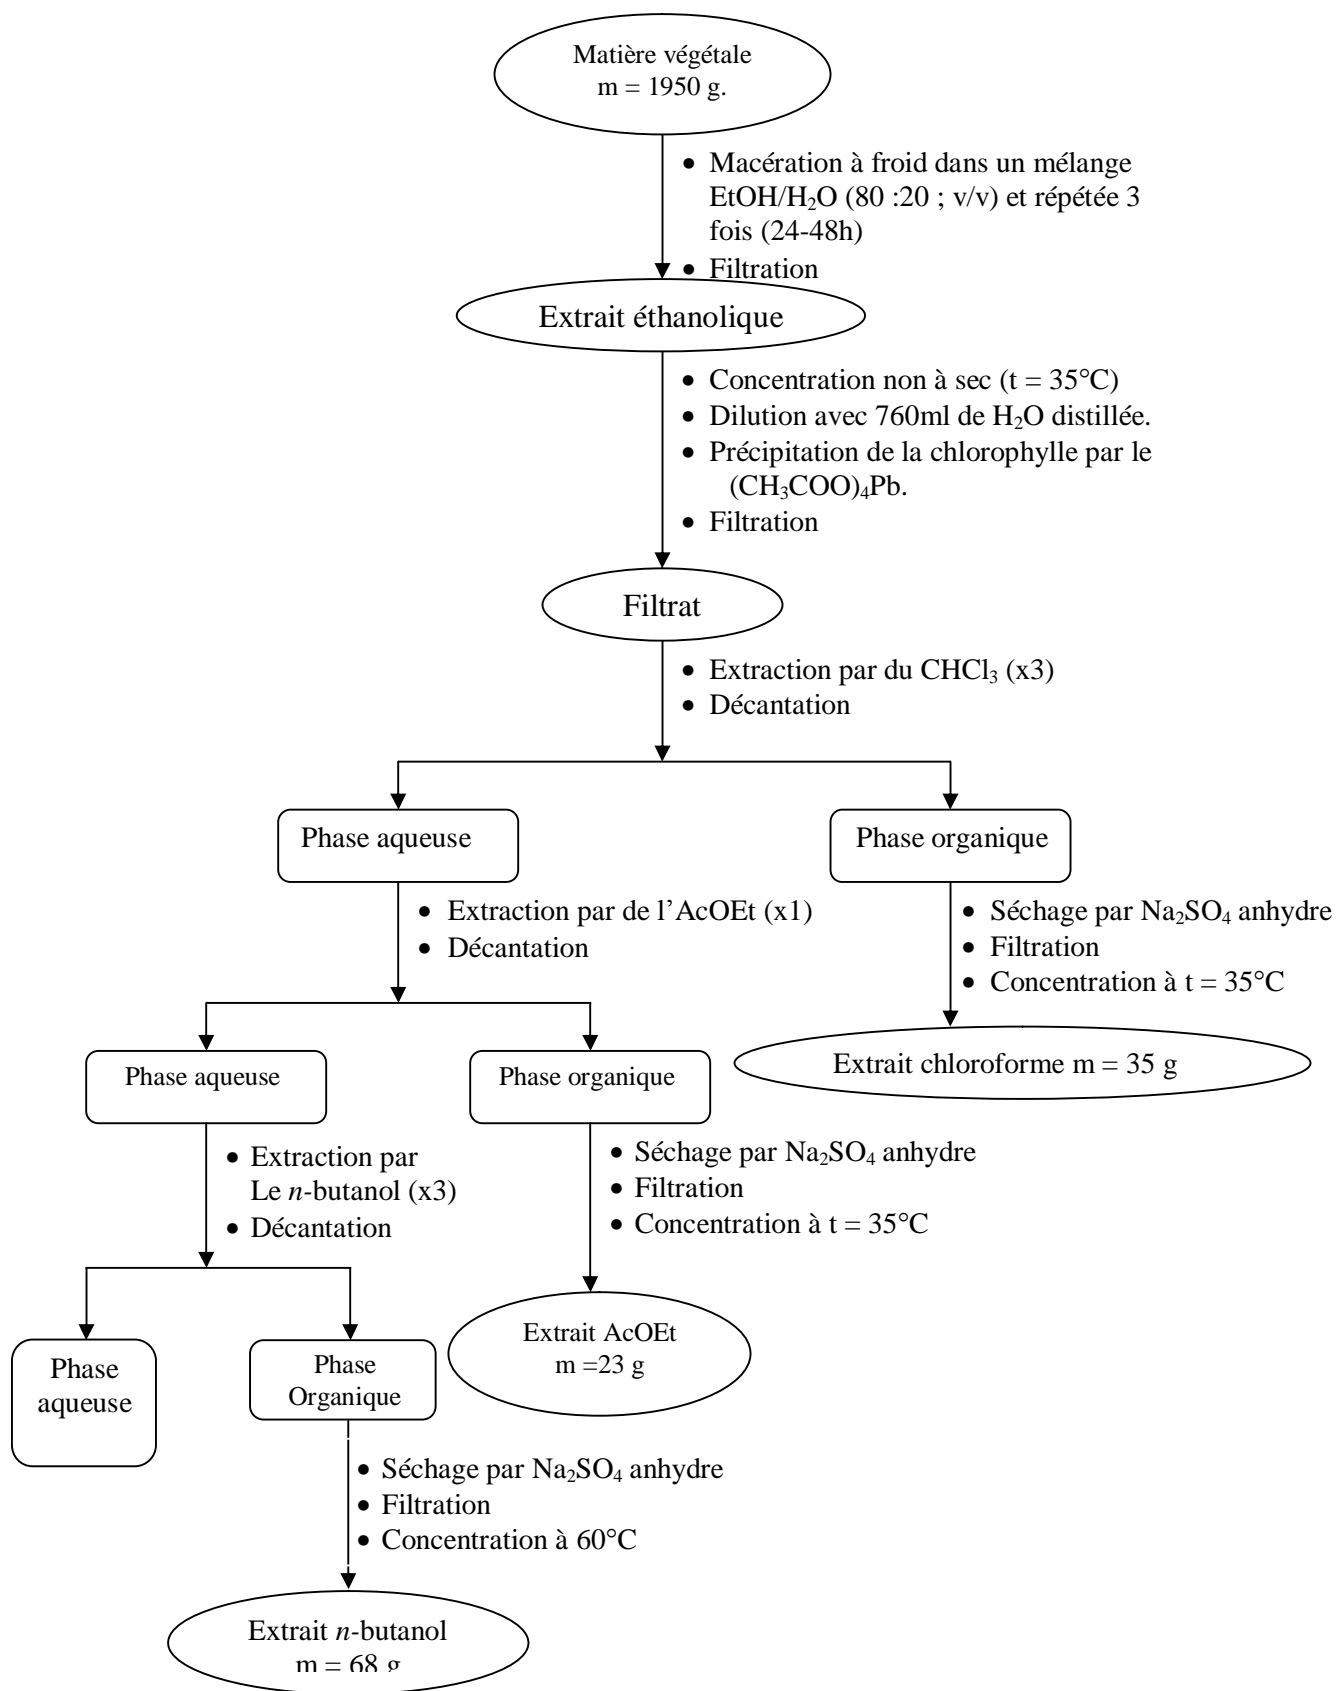 Matière végétale
m = 1950 g.
• Macération à froid dans un mélange
EtOH/H₂O (80 :20 ; v/v) et répétée 3
fois (24-48h)
• Filtration
Extrait éthanolique
• Concentration non à sec (t = 35°C)
• Dilution avec 760ml de H₂O distillée.
• Précipitation de la chlorophylle par le
(CH₃COO)₄Pb.
• Filtration
Filtrat
• Extraction par du CHCl₃ (x3)
• Décantation
Phase aqueuse
Phase organique
• Extraction par de l’AcOEt (x1)
• Décantation
• Séchage par Na₂SO₄ anhydre
• Filtration
• Concentration à t = 35°C
Phase aqueuse
Phase organique
Extrait chloroforme m = 35 g
• Extraction par
Le n-butanol (x3)
• Décantation
• Séchage par Na₂SO₄ anhydre
• Filtration
• Concentration à t = 35°C
Phase
aqueuse
Phase
Organique
Extrait AcOEt
m =23 g
• Séchage par Na₂SO₄ anhydre
• Filtration
• Concentration à 60°C
Extrait n-butanol
m = 68 g